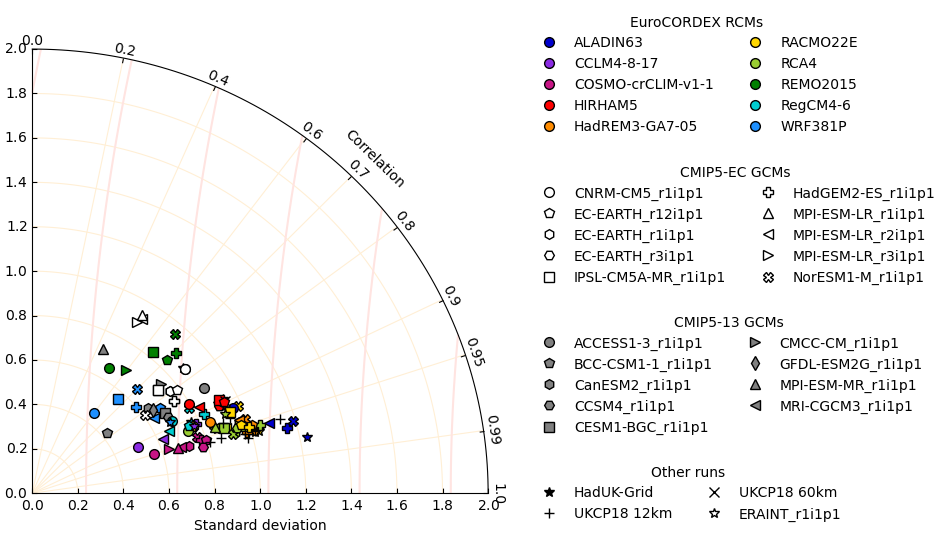 EuroCORDEX RCMs
ALADIN63 RACMO22E
CCLM4-8-17 RCA4
COSMO-crCLIM-v1-1 REMO2015
HIRHAM5 RegCM4-6
HadREM3-GA7-05 WRF381P
CMIP5-EC GCMs
CNRM-CM5_r1i1p1 HadGEM2-ES_r1i1p1
EC-EARTH_r12i1p1 MPI-ESM-LR_r1i1p1
EC-EARTH_r1i1p1 MPI-ESM-LR_r2i1p1
EC-EARTH_r3i1p1 MPI-ESM-LR_r3i1p1
IPSL-CM5A-MR_r1i1p1 NorESM1-M_r1i1p1
CMIP5-13 GCMs
ACCESS1-3_r1i1p1 CMCC-CM_r1i1p1
BCC-CSM1-1_r1i1p1 GFDL-ESM2G_r1i1p1
CanESM2_r1i1p1 MPI-ESM-MR_r1i1p1
CCSM4_r1i1p1 MRI-CGCM3_r1i1p1
CESM1-BGC_r1i1p1
Other runs
HadUK-Grid UKCP18 60km
UKCP18 12km ERAINT_r1i1p1
0.0
0.2
0.4
0.6
0.7
0.8
0.9
0.95
0.99
1.0
Correlation
2.0
1.8
1.6
1.4
1.2
1.0
0.8
0.6
0.4
0.2
0.0
0.0 0.2 0.4 0.6 0.8 1.0 1.2 1.4 1.6 1.8 2.0
Standard deviation